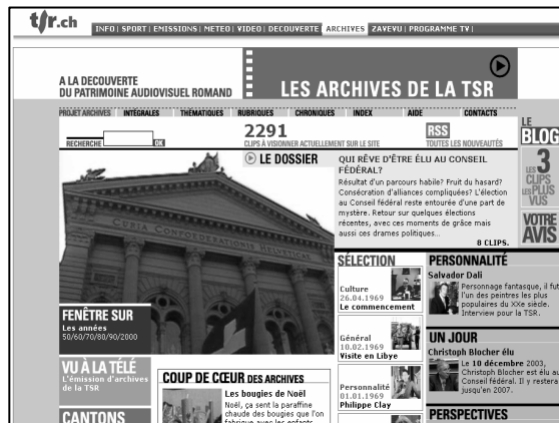 tsr.ch
INFO | SPORT | EMISSIONS | METEO | VIDEO | DECOUVERTE | ARCHIVES | ZAVEVU | PROGRAMME TV |
A LA DECOUVERTE
DU PATRIMOINE AUDIOVISUEL ROMAND
LES ARCHIVES DE LA TSR
PROJET ARCHIVES INTÉGRALES THÉMATIQUES RUBRIQUES CHRONIQUES INDEX AIDE CONTACTS
RECHERCHE OK
2291
CLIPS À VISIONNER ACTUELLEMENT SUR LE SITE
RSS
TOUTES LES NOUVEAUTÉS
LE
BLOG
LES 3
CLIPS
LES PLUS
VUS
VOTRE
AVIS
LE DOSSIER
QUI RÊVE D'ÊTRE ÉLU AU CONSEIL
FÉDÉRAL?
Résultat d'un parcours habile? Fruit du hasard?
Consécration d'alliances compliquées? L'élection
au Conseil fédéral reste entourée d'une part de
mystère. Retour sur quelques élections
récentes, avec ses moments de grâce mais
aussi ces drames politiques...
8 CLIPS.
CURIA CONFOEDERATIONIS HELVETICAE
FENÊTRE SUR
Les années
50/60/70/80/90/2000
VU À LA TÉLÉ
L'émission d'archives
de la TSR
CANTONS
COUP DE CŒUR DES ARCHIVES
Les bougies de Noël
Noël, ça sent la paraffine
chaude des bougies que l'on
fabrique avec les enfants
SÉLECTION
Culture
26.04.1969
Le commencement
Général
10.02.1969
Visite en Libye
Personnalité
01.01.1969
Philippe Clay
PERSONNALITÉ
Salvador Dali
Personnage fantasque, il fut
l'un des peintres les plus
populaires du XXe siècle.
Interview pour la TSR.
UN JOUR
Christoph Blocher élu
Le 10 décembre 2003,
Christoph Blocher est élu au
Conseil fédéral. Il y restera
jusqu'en 2007.
PERSPECTIVES